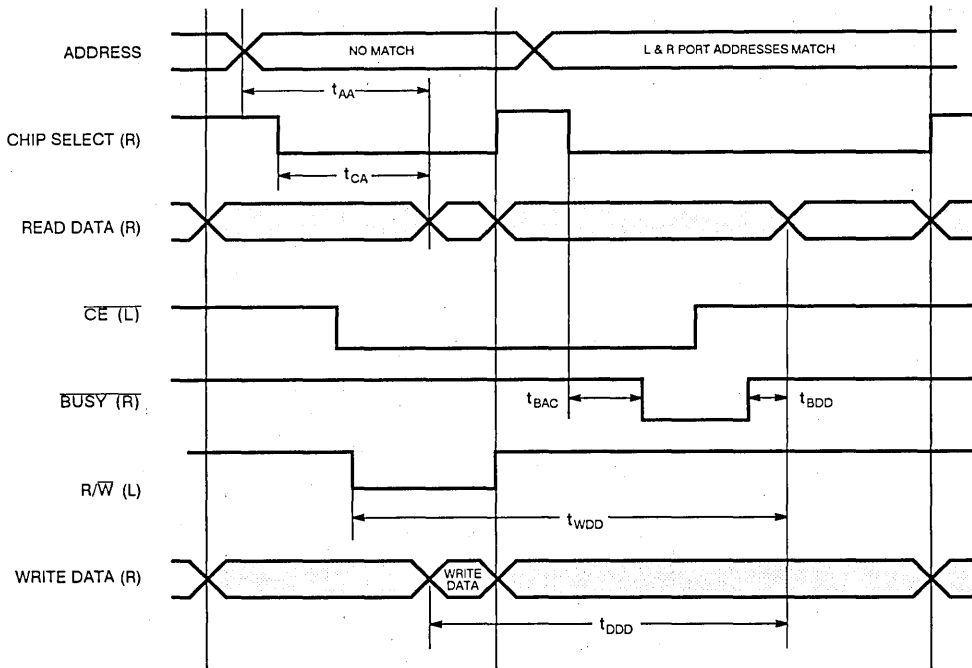 ADDRESS NO MATCH L & R PORT ADDRESSES MATCH
tAA
CHIP SELECT (R)
tCA
READ DATA (R)
CE (L)
BUSY (R) tBAC tBDD
R/W (L)
tWDD
WRITE DATA (R) WRITE
DATA
tDDD